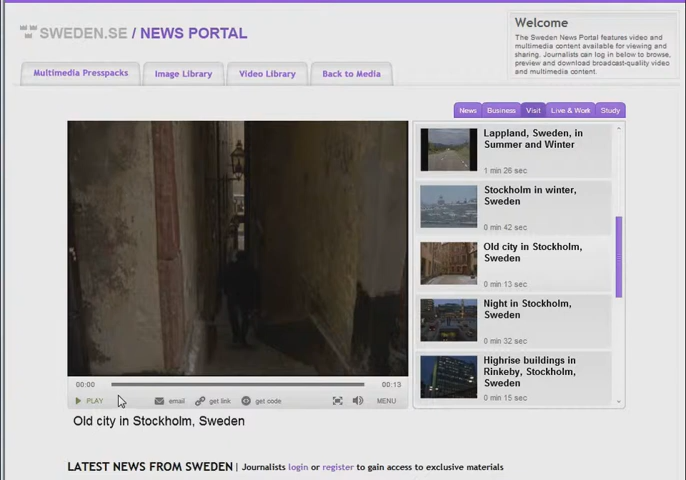 SWEDEN.SE / NEWS PORTAL
Welcome
The Sweden News Portal features video and
multimedia content available for viewing and
sharing. Journalists can log in below to browse,
preview and download broadcast-quality video
and multimedia content.
Multimedia Presspacks
Image Library
Video Library
Back to Media
News
Business
Visit
Live & Work
Study
Lappland, Sweden, in
Summer and Winter
1 min 26 sec
Stockholm in winter,
Sweden
0 min 42 sec
Old city in Stockholm,
Sweden
0 min 13 sec
Night in Stockholm,
Sweden
0 min 32 sec
Highrise buildings in
Rinkeby, Stockholm,
Sweden
0 min 15 sec
00:00
00:13
PLAY
email
get link
get code
MENU
Old city in Stockholm, Sweden
LATEST NEWS FROM SWEDEN | Journalists login or register to gain access to exclusive materials